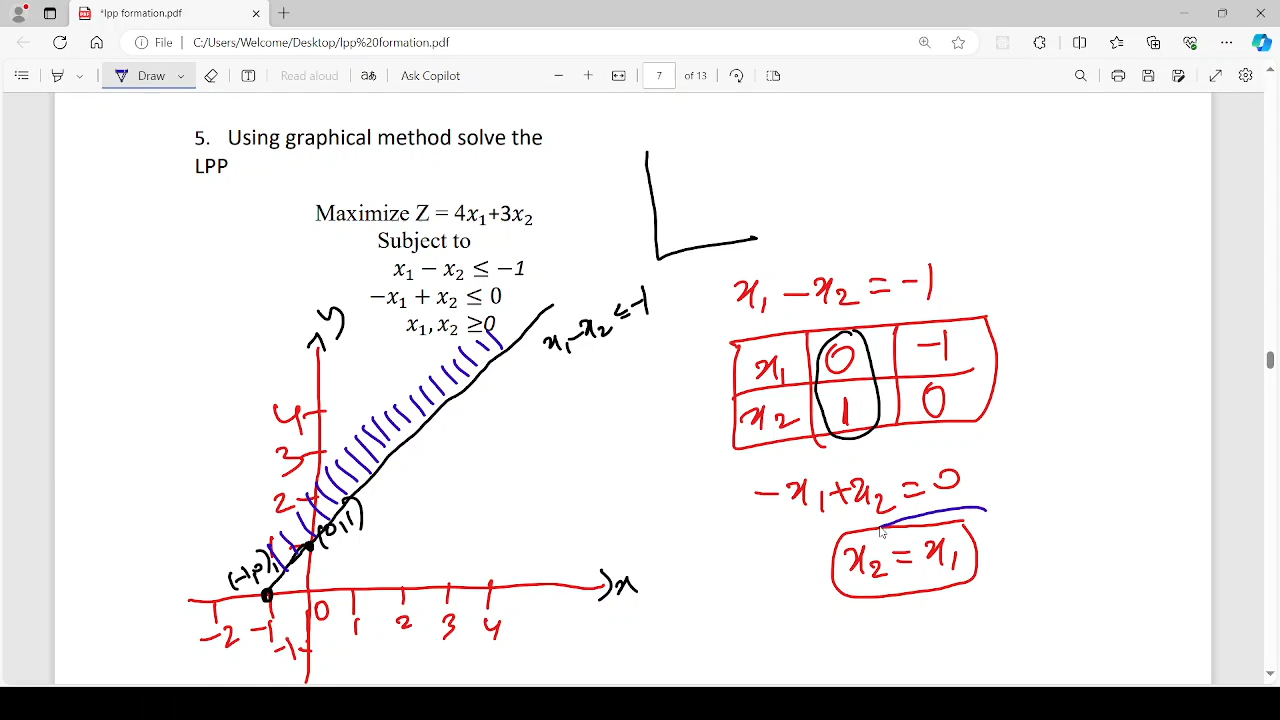 *lpp formation.pdf
File
C:/Users/Welcome/Desktop/lpp%20formation.pdf
Draw
Read aloud
Ask Copilot
7
of 13
5. Using graphical method solve the
LPP
Maximize Z = 4x₁+3x₂
Subject to
x₁ − x₂ ≤ −1
−x₁ + x₂ ≤ 0
x₁, x₂ ≥0
y
4
3
2
1
(0,1)
(-1,0)
-2 -1 0 1 2 3 4
-1
x
x₁-x₂ ≤-1
x₁ - x₂ = -1
x₁ 0 -1
x₂ 1 0
-x₁+x₂ = 0
x₂ = x₁